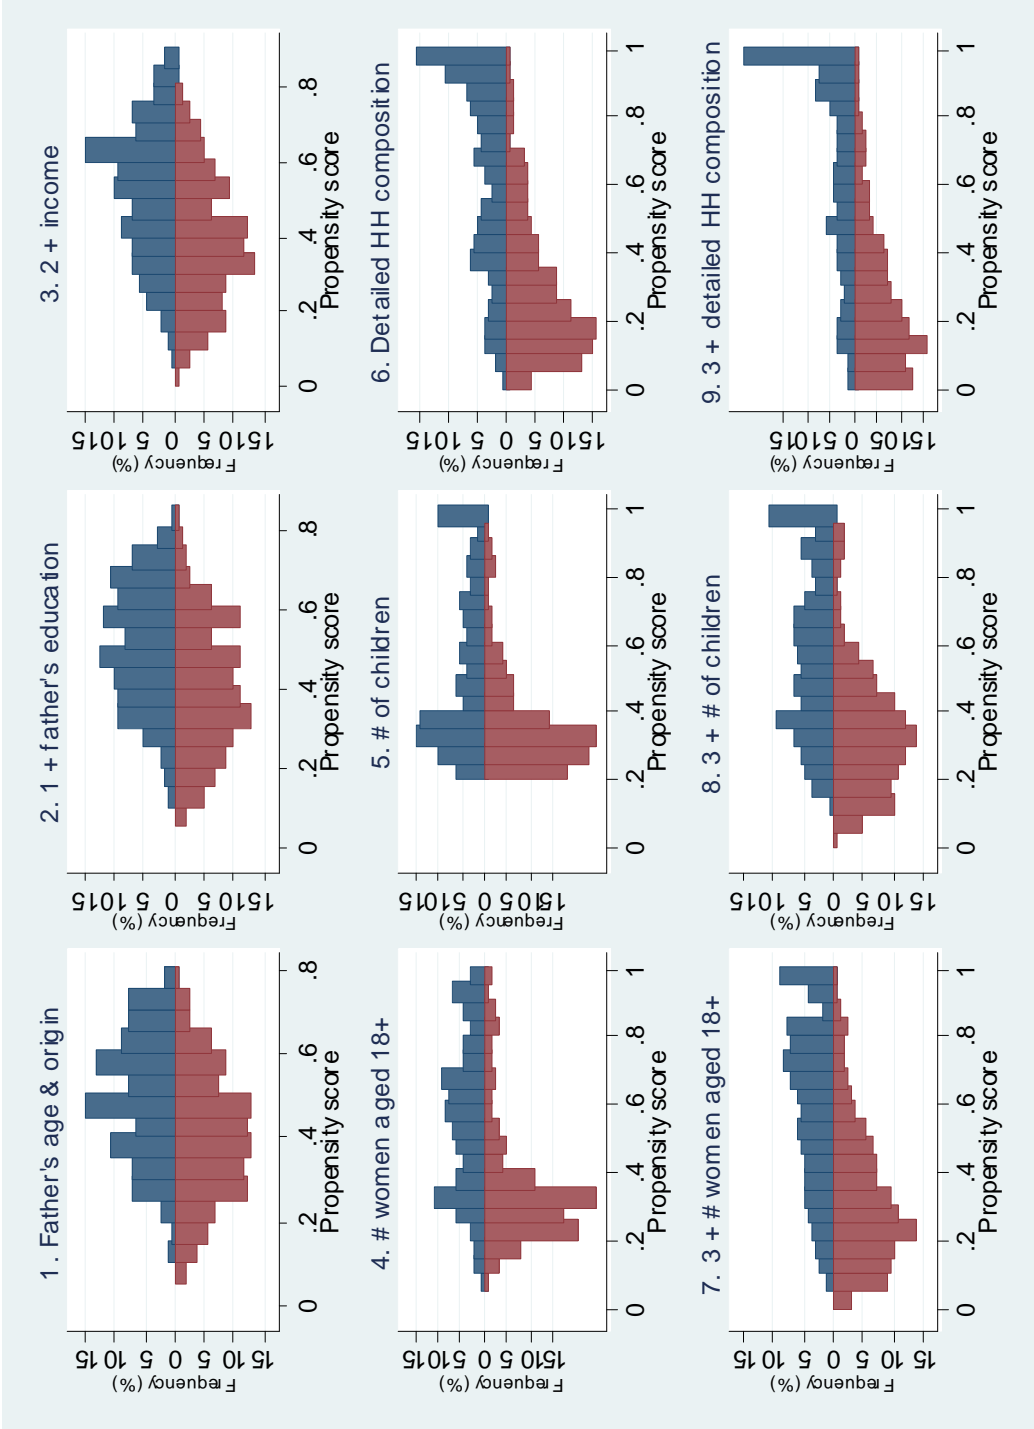 1. Father's age & origin
Frequency (%)
15 10 5 0 5 10 15
0 .2 .4 .6 .8
Propensity score
2. 1 + father's education
Frequency (%)
15 10 5 0 5 10 15
0 .2 .4 .6 .8
Propensity score
3. 2 + income
Frequency (%)
15 10 5 0 5 10 15
0 .2 .4 .6 .8
Propensity score
4. # women aged 18+
Frequency (%)
15 10 5 0 5 10 15
0 .2 .4 .6 .8 1
Propensity score
5. # of children
Frequency (%)
15 10 5 0 5 10 15
0 .2 .4 .6 .8 1
Propensity score
6. Detailed HH composition
Frequency (%)
15 10 5 0 5 10 15
0 .2 .4 .6 .8 1
Propensity score
7. 3 + # women aged 18+
Frequency (%)
15 10 5 0 5 10 15
0 .2 .4 .6 .8 1
Propensity score
8. 3 + # of children
Frequency (%)
15 10 5 0 5 10 15
0 .2 .4 .6 .8 1
Propensity score
9. 3 + detailed HH composition
Frequency (%)
15 10 5 0 5 10 15
0 .2 .4 .6 .8 1
Propensity score